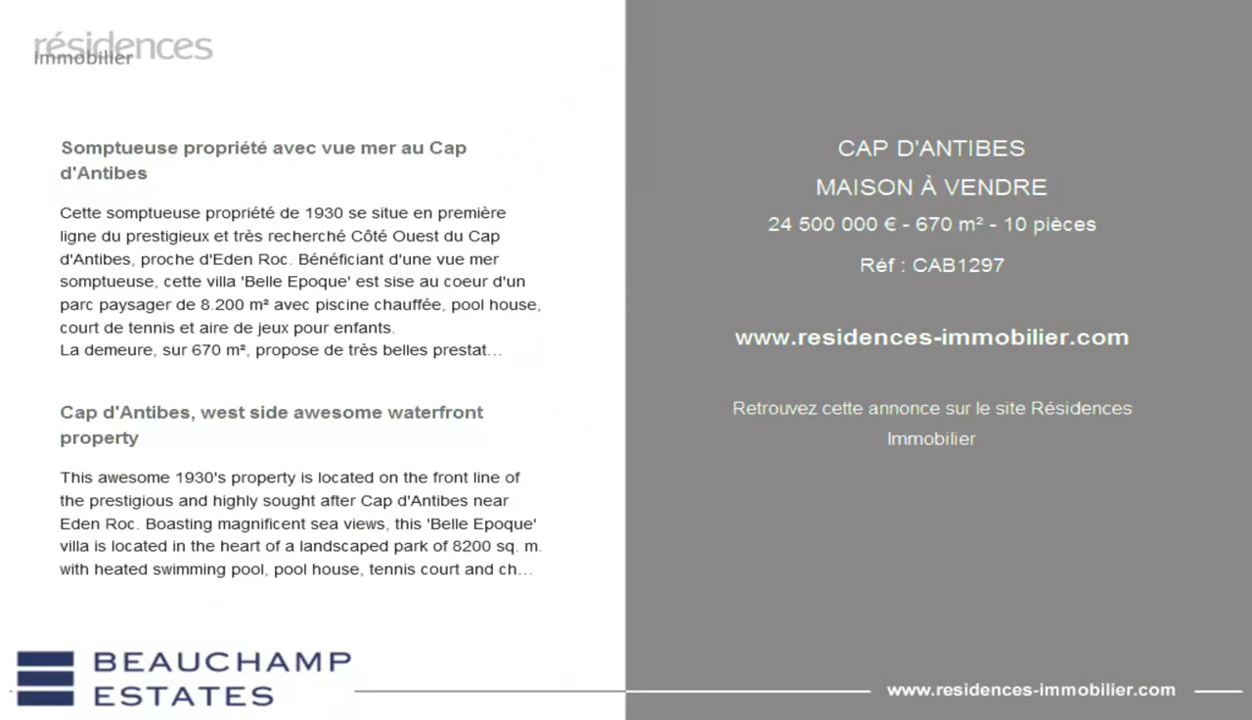 résidences
immobilier
Somptueuse propriété avec vue mer au Cap
d'Antibes
Cette somptueuse propriété de 1930 se situe en première
ligne du prestigieux et très recherché Côté Ouest du Cap
d'Antibes, proche d'Eden Roc. Bénéficiant d'une vue mer
somptueuse, cette villa 'Belle Epoque' est sise au coeur d'un
parc paysager de 8.200 m² avec piscine chauffée, pool house,
court de tennis et aire de jeux pour enfants.
La demeure, sur 670 m², propose de très belles prestat...
Cap d'Antibes, west side awesome waterfront
property
This awesome 1930's property is located on the front line of
the prestigious and highly sought after Cap d'Antibes near
Eden Roc. Boasting magnificent sea views, this 'Belle Epoque'
villa is located in the heart of a landscaped park of 8200 sq. m.
with heated swimming pool, pool house, tennis court and ch...
BEAUCHAMP
ESTATES
CAP D'ANTIBES
MAISON À VENDRE
24 500 000 € - 670 m² - 10 pièces
Réf : CAB1297
www.residences-immobilier.com
Retrouvez cette annonce sur le site Résidences
Immobilier
www.residences-immobilier.com